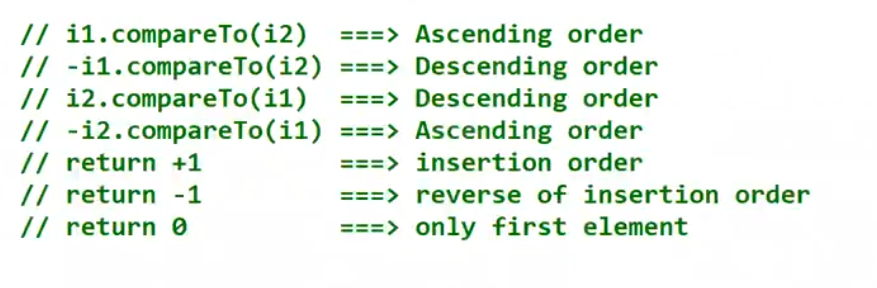 // i1.compareTo(i2)  ===> Ascending order
// -i1.compareTo(i2) ===> Descending order
// i2.compareTo(i1)  ===> Descending order
// -i2.compareTo(i1) ===> Ascending order
// return +1         ===> insertion order
// return -1         ===> reverse of insertion order
// return 0          ===> only first element